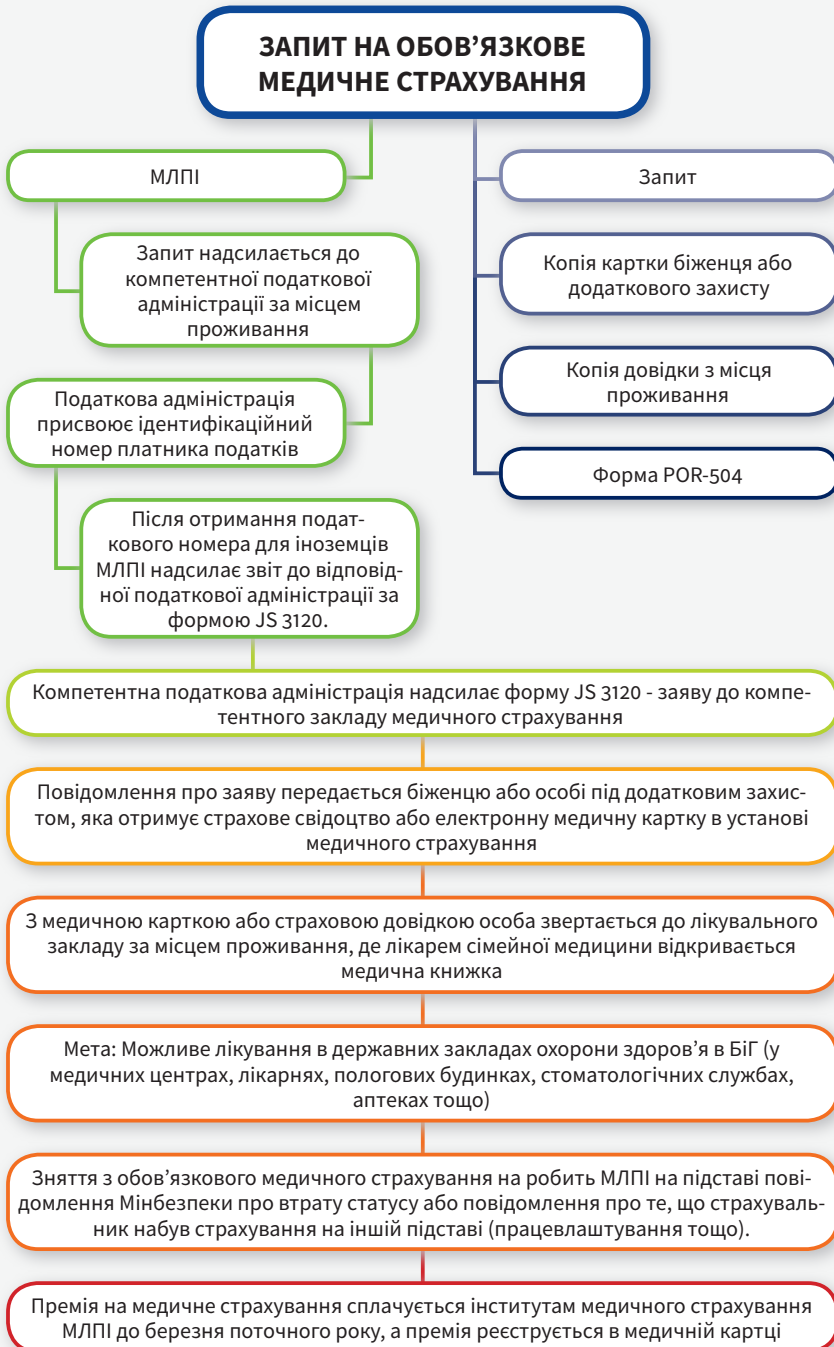 ЗАПИТ НА ОБОВ’ЯЗКОВЕ
МЕДИЧНЕ СТРАХУВАННЯ
МЛПІ
Запит надсилається до
компетентної податкової
адміністрації за місцем
проживання
Податкова адміністрація
присвоює ідентифікаційний
номер платника податків
Після отримання подат-
кового номера для іноземців
МЛПІ надсилає звіт до відповід-
ної податкової адміністрації за
формою JS 3120.
Запит
Копія картки біженця або
додаткового захисту
Копія довідки з місця
проживання
Форма POR-504
Компетентна податкова адміністрація надсилає форму JS 3120 - заяву до компе-
тентного закладу медичного страхування
Повідомлення про заяву передається біженцю або особі під додатковим захис-
том, яка отримує страхове свідоцтво або електронну медичну картку в установі
медичного страхування
З медичною карткою або страховою довідкою особа звертається до лікувального
закладу за місцем проживання, де лікарем сімейної медицини відкривається
медична книжка
Мета: Можливе лікування в державних закладах охорони здоров’я в БіГ (у
медичних центрах, лікарнях, пологових будинках, стоматологічних службах,
аптеках тощо)
Зняття з обов’язкового медичного страхування на робить МЛПІ на підставі пові-
домлення Мінбезпеки про втрату статусу або повідомлення про те, що страхуваль-
ник набув страхування на іншій підставі (працевлаштування тощо).
Премія на медичне страхування сплачується інститутам медичного страхування
МЛПІ до березня поточного року, а премія реєструється в медичній картці